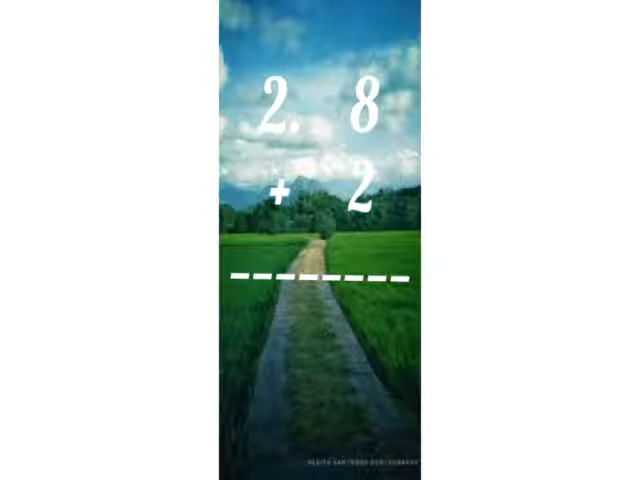 2. 8
+ 2
--------